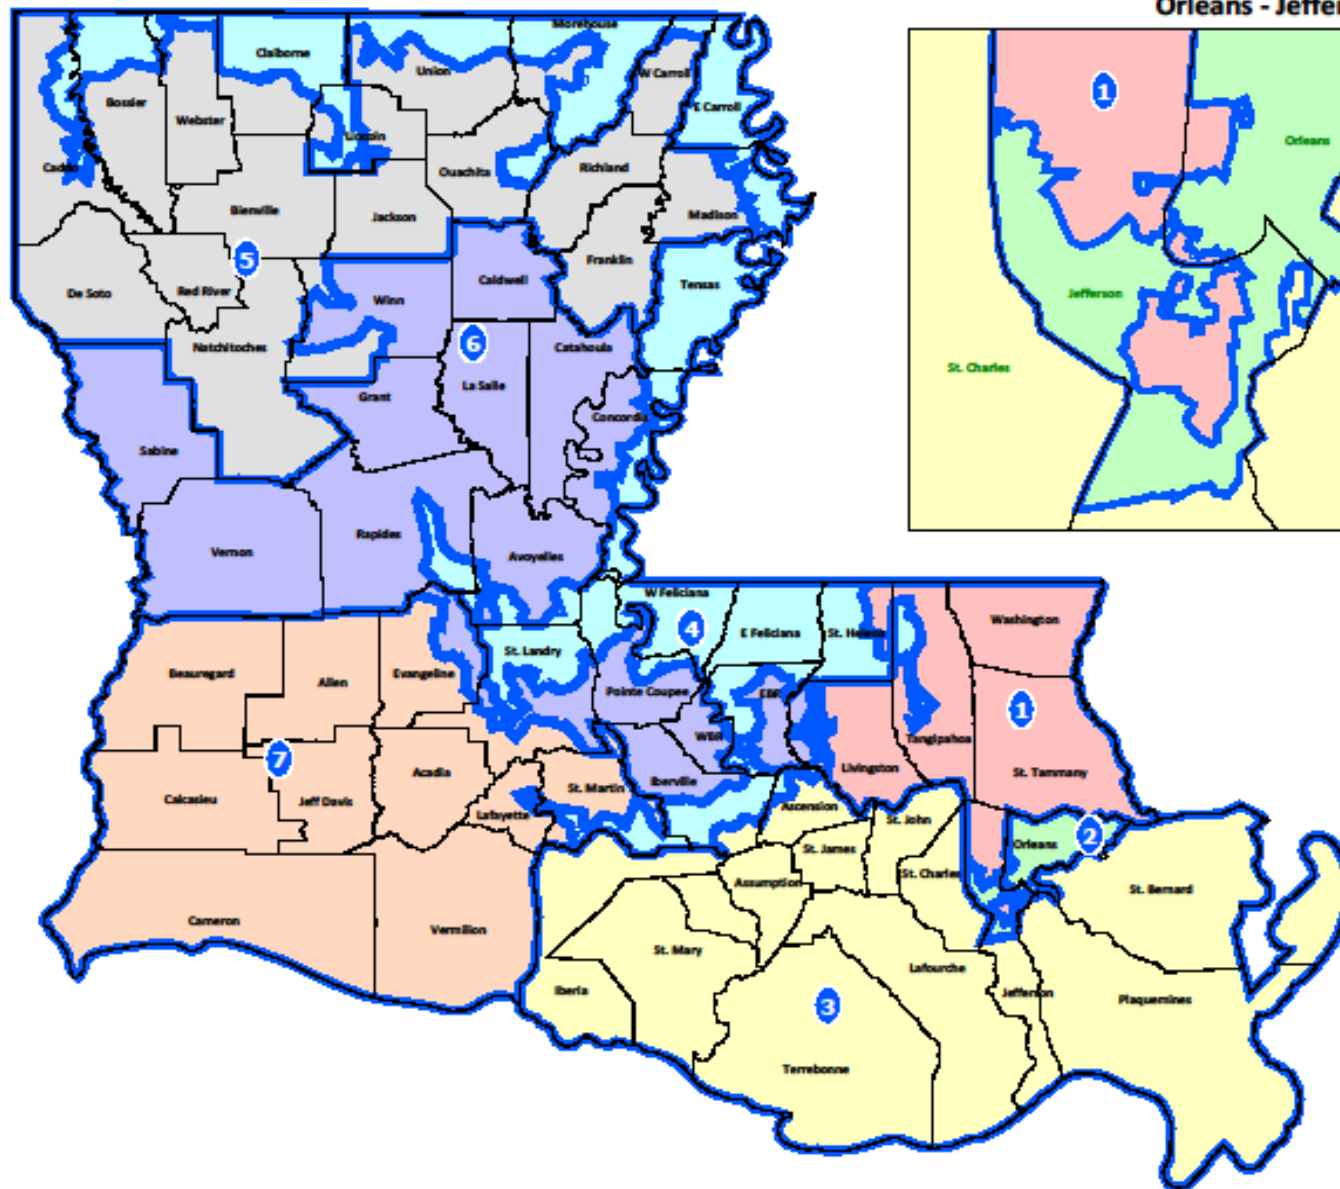 Orleans - Jeffer
Morehouse
Claiborne
Union
W Carroll
E Carroll
Bossier
Webster
Lincoln
Caddo
Ouachita
Richland
Bienville
Jackson
Madison
5
Franklin
De Soto
Red River
Winn
Caldwell
Tensas
Natchitoches
6
Catahoula
La Salle
Grant
Concordia
Sabine
Rapides
Vernon
Avoyelles
W Feliciana
4
E Feliciana
St. Helena
Washington
St. Landry
Beauregard
Allen
Evangeline
Pointe Coupee
EBR
1
WBR
Tangipahoa
7
Acadia
Iberville
Livingston
St. Tammany
Calcasieu
Jeff Davis
St. Martin
Lafayette
Ascension
St. John
2
Orleans
St. James
St. Charles
Assumption
St. Bernard
Cameron
Vermilion
St. Mary
Lafourche
Iberia
Jefferson
Plaquemines
3
Terrebonne
1
Orleans
Jefferson
St. Charles